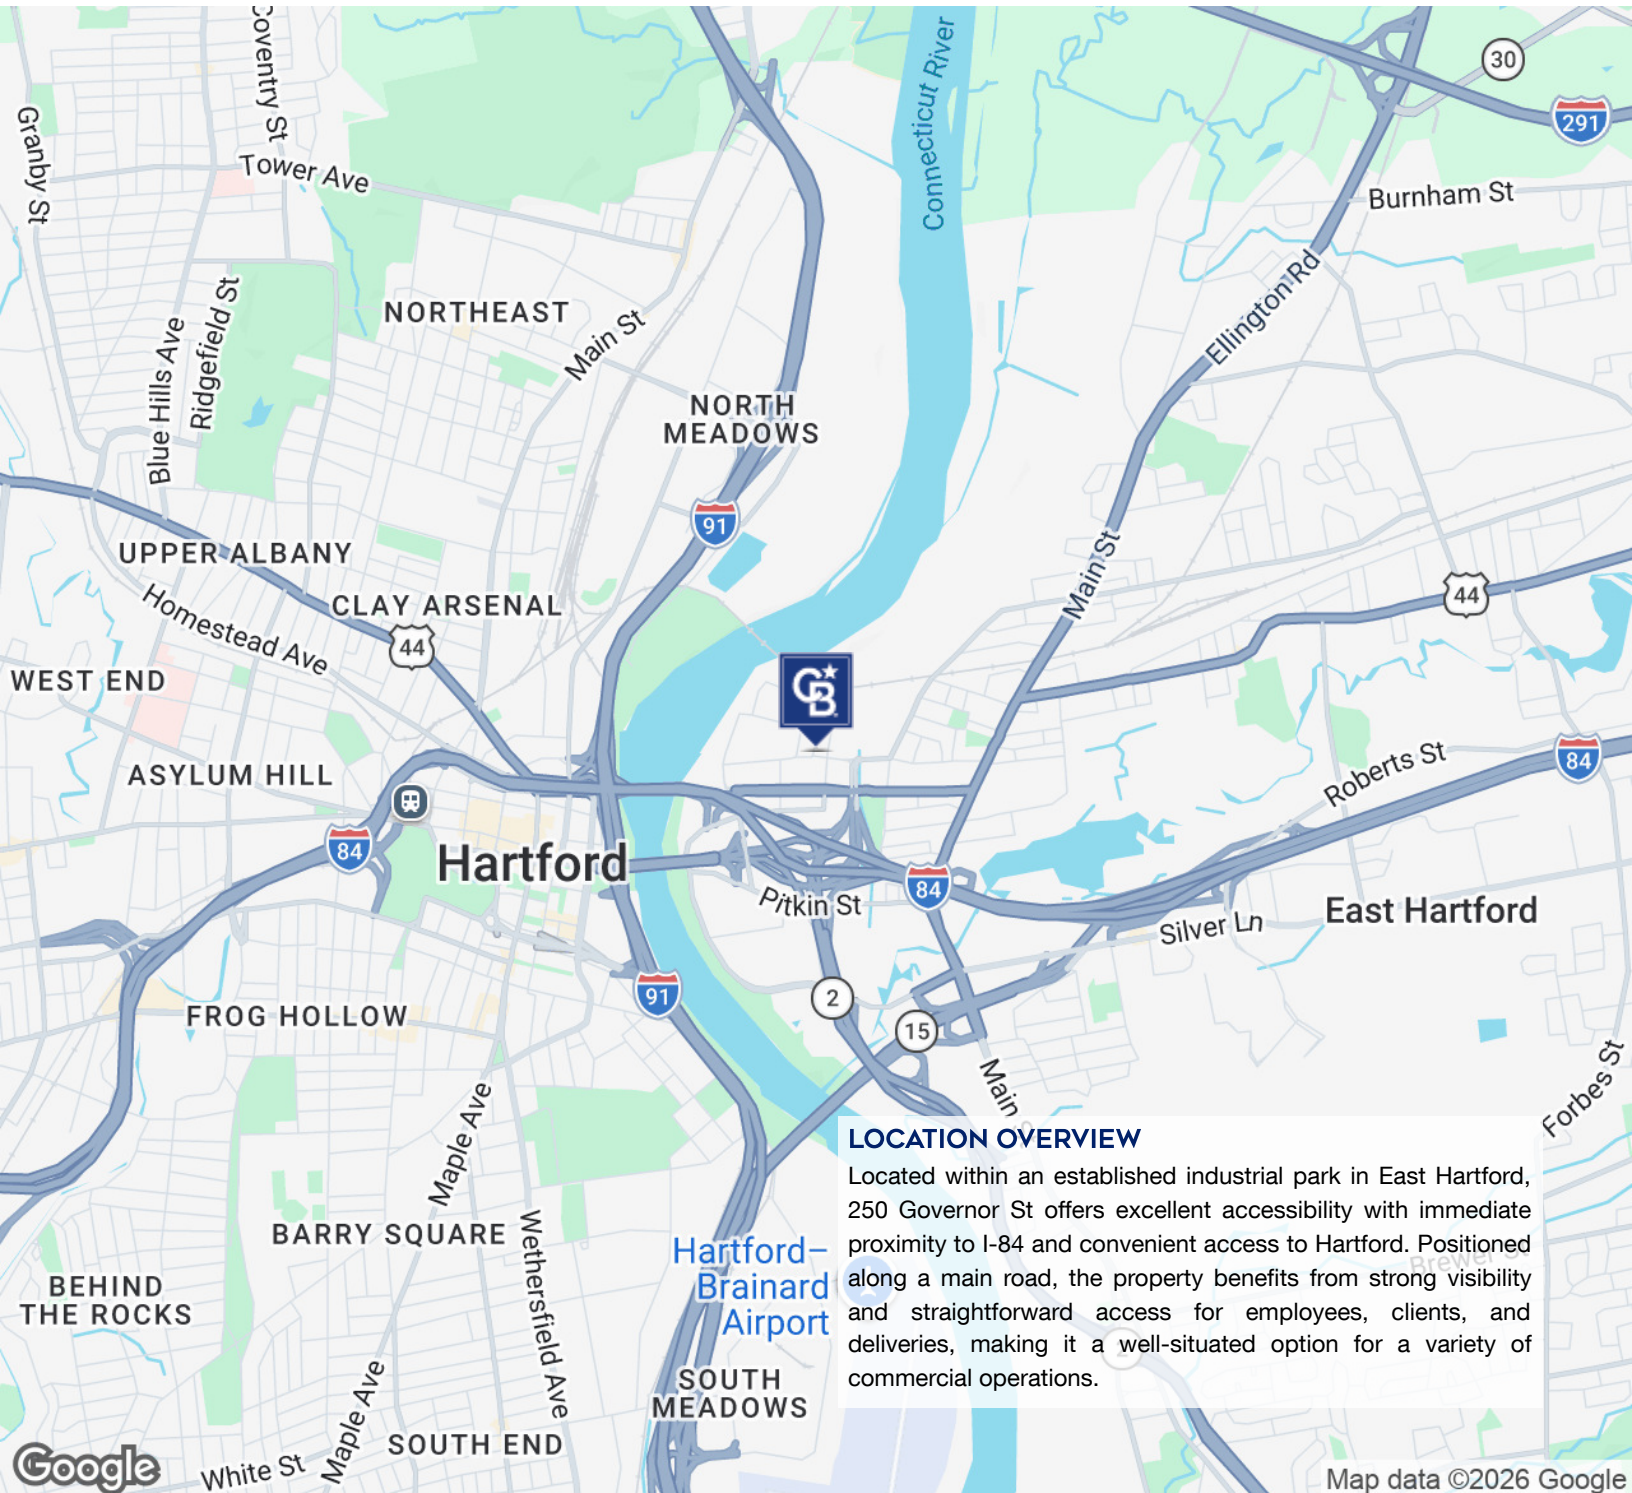 Coventry St
Granby St
Tower Ave
Connecticut River
30
291
Burnham St
Ellington Rd
NORTHEAST
Main St
Blue Hills Ave
Ridgefield St
NORTH
MEADOWS
91
UPPER ALBANY
Homestead Ave
CLAY ARSENAL
44
Main St
44
WEST END
CB
ASYLUM HILL
84
Hartford
Pitkin St
84
Roberts St
84
East Hartford
Silver Ln
FROG HOLLOW
91
2
15
Main
Forbes St
Maple Ave
BARRY SQUARE
Wethersfield Ave
BEHIND
THE ROCKS
Hartford–
Brainard
Airport
SOUTH
MEADOWS
Maple Ave
SOUTH END
White St
LOCATION OVERVIEW
Located within an established industrial park in East Hartford,
250 Governor St offers excellent accessibility with immediate
proximity to I-84 and convenient access to Hartford. Positioned
along a main road, the property benefits from strong visibility
and straightforward access for employees, clients, and
deliveries, making it a well-situated option for a variety of
commercial operations.
Brewer St
2
Google
Map data ©2026 Google